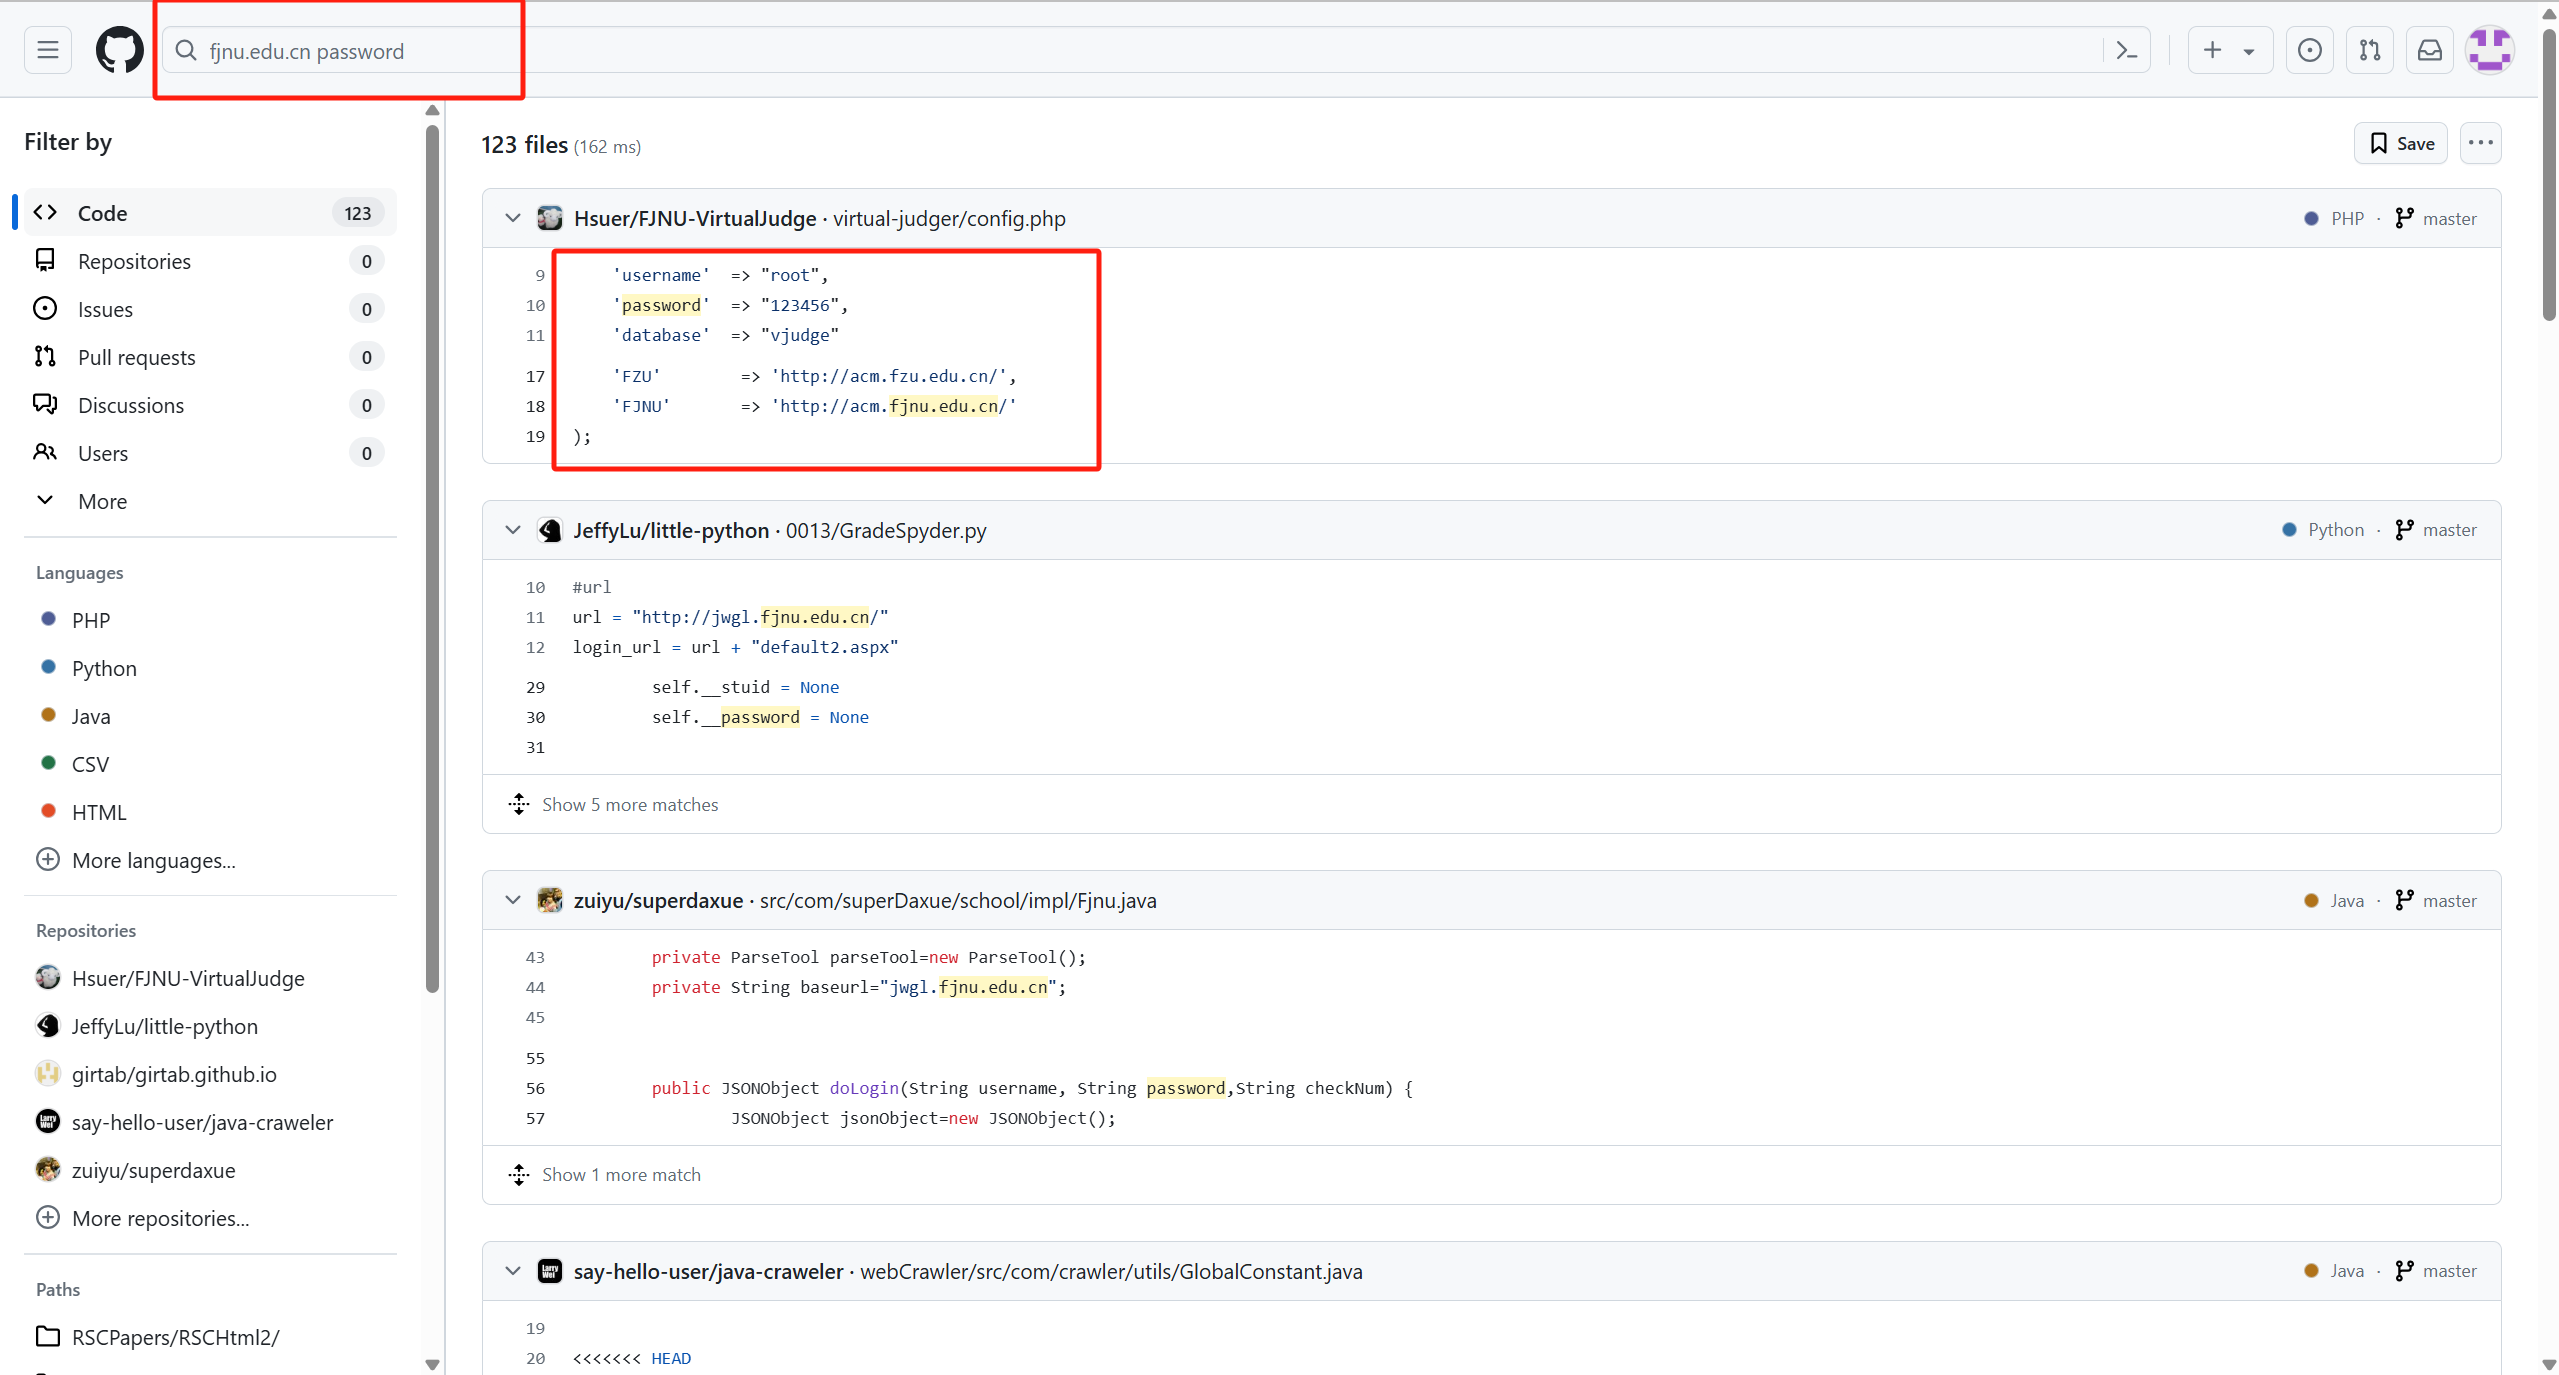 fjnu.edu.cn password
Filter by
Code 123
Repositories 0
Issues 0
Pull requests 0
Discussions 0
Users 0
More
Languages
PHP
Python
Java
CSV
HTML
More languages...
Repositories
Hsuer/FJNU-VirtualJudge
JeffyLu/little-python
girtab/girtab.github.io
say-hello-user/java-craweler
zuiyu/superdaxue
More repositories...
Paths
RSCPapers/RSCHtml2/
123 files (162 ms)
Save
Hsuer/FJNU-VirtualJudge · virtual-judger/config.php PHP · master
9 'username' => "root",
10 'password' => "123456",
11 'database' => "vjudge"
17 'FZU' => 'http://acm.fzu.edu.cn/',
18 'FJNU' => 'http://acm.fjnu.edu.cn/'
19 );
JeffyLu/little-python · 0013/GradeSpyder.py Python · master
10 #url
11 url = "http://jwgl.fjnu.edu.cn/"
12 login_url = url + "default2.aspx"
29 self.__stuid = None
30 self.__password = None
31
Show 5 more matches
zuiyu/superdaxue · src/com/superDaxue/school/impl/Fjnu.java Java · master
43 private ParseTool parseTool=new ParseTool();
44 private String baseurl="jwgl.fjnu.edu.cn";
45
55
56 public JSONObject doLogin(String username, String password,String checkNum) {
57 JSONObject jsonObject=new JSONObject();
Show 1 more match
say-hello-user/java-craweler · webCrawler/src/com/crawler/utils/GlobalConstant.java Java · master
19
20 <<<<<<< HEAD